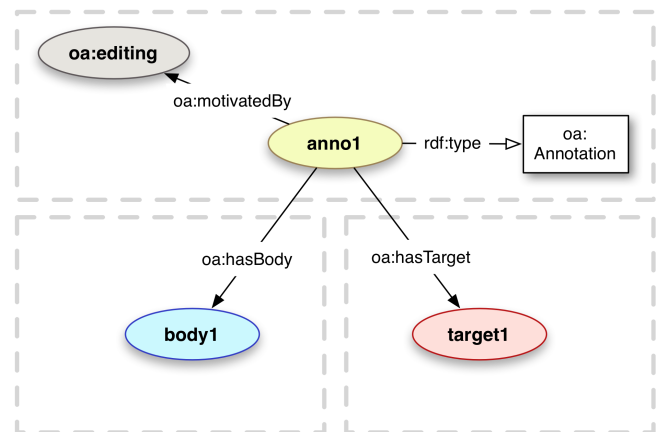 oa:editing
oa:motivatedBy
anno1
rdf:type
oa:
Annotation
oa:hasBody
oa:hasTarget
body1
target1